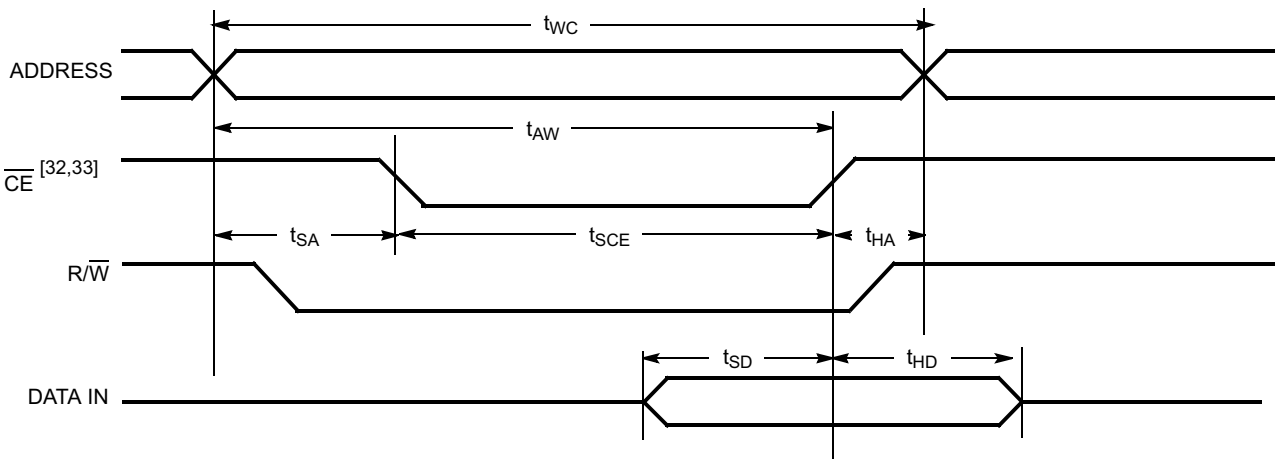 tWC
ADDRESS
tAW
CE [32,33]
tSA
tSCE
tHA
R/W
tSD
tHD
DATA IN